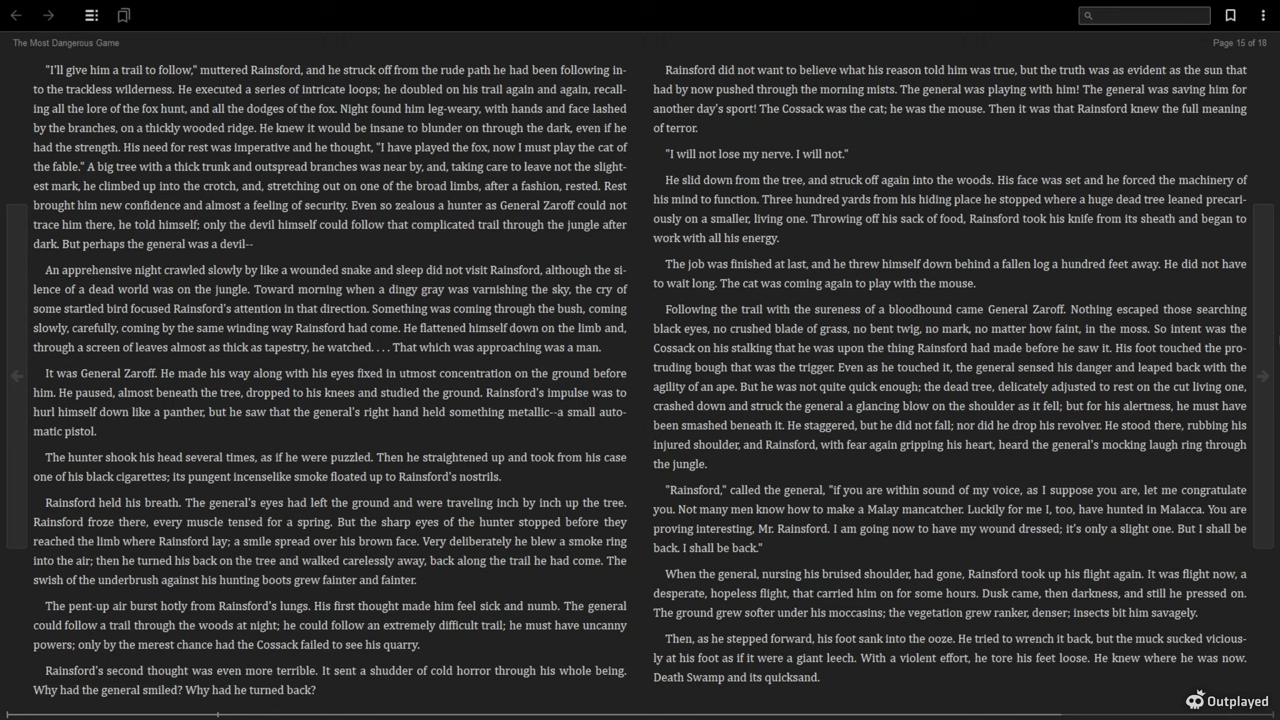 The Most Dangerous Game
Page 15 of 18
"I'll give him a trail to follow," muttered Rainsford, and he struck off from the rude path he had been following in-
to the trackless wilderness. He executed a series of intricate loops; he doubled on his trail again and again, recall-
ing all the lore of the fox hunt, and all the dodges of the fox. Night found him leg-weary, with hands and face lashed
by the branches, on a thickly wooded ridge. He knew it would be insane to blunder on through the dark, even if he
had the strength. His need for rest was imperative and he thought, "I have played the fox, now I must play the cat of
the fable." A big tree with a thick trunk and outspread branches was near by, and, taking care to leave not the slight-
est mark, he climbed up into the crotch, and, stretching out on one of the broad limbs, after a fashion, rested. Rest
brought him new confidence and almost a feeling of security. Even so zealous a hunter as General Zaroff could not
trace him there, he told himself; only the devil himself could follow that complicated trail through the jungle after
dark. But perhaps the general was a devil--
An apprehensive night crawled slowly by like a wounded snake and sleep did not visit Rainsford, although the si-
lence of a dead world was on the jungle. Toward morning when a dingy gray was varnishing the sky, the cry of
some startled bird focused Rainsford's attention in that direction. Something was coming through the bush, coming
slowly, carefully, coming by the same winding way Rainsford had come. He flattened himself down on the limb and,
through a screen of leaves almost as thick as tapestry, he watched. . . . That which was approaching was a man.
It was General Zaroff. He made his way along with his eyes fixed in utmost concentration on the ground before
him. He paused, almost beneath the tree, dropped to his knees and studied the ground. Rainsford's impulse was to
hurl himself down like a panther, but he saw that the general's right hand held something metallic--a small auto-
matic pistol.
The hunter shook his head several times, as if he were puzzled. Then he straightened up and took from his case
one of his black cigarettes; its pungent incenselike smoke floated up to Rainsford's nostrils.
Rainsford held his breath. The general's eyes had left the ground and were traveling inch by inch up the tree.
Rainsford froze there, every muscle tensed for a spring. But the sharp eyes of the hunter stopped before they
reached the limb where Rainsford lay; a smile spread over his brown face. Very deliberately he blew a smoke ring
into the air; then he turned his back on the tree and walked carelessly away, back along the trail he had come. The
swish of the underbrush against his hunting boots grew fainter and fainter.
The pent-up air burst hotly from Rainsford's lungs. His first thought made him feel sick and numb. The general
could follow a trail through the woods at night; he could follow an extremely difficult trail; he must have uncanny
powers; only by the merest chance had the Cossack failed to see his quarry.
Rainsford's second thought was even more terrible. It sent a shudder of cold horror through his whole being.
Why had the general smiled? Why had he turned back?
Rainsford did not want to believe what his reason told him was true, but the truth was as evident as the sun that
had by now pushed through the morning mists. The general was playing with him! The general was saving him for
another day's sport! The Cossack was the cat; he was the mouse. Then it was that Rainsford knew the full meaning
of terror.
"I will not lose my nerve. I will not."
He slid down from the tree, and struck off again into the woods. His face was set and he forced the machinery of
his mind to function. Three hundred yards from his hiding place he stopped where a huge dead tree leaned precari-
ously on a smaller, living one. Throwing off his sack of food, Rainsford took his knife from its sheath and began to
work with all his energy.
The job was finished at last, and he threw himself down behind a fallen log a hundred feet away. He did not have
to wait long. The cat was coming again to play with the mouse.
Following the trail with the sureness of a bloodhound came General Zaroff. Nothing escaped those searching
black eyes, no crushed blade of grass, no bent twig, no mark, no matter how faint, in the moss. So intent was the
Cossack on his stalking that he was upon the thing Rainsford had made before he saw it. His foot touched the pro-
truding bough that was the trigger. Even as he touched it, the general sensed his danger and leaped back with the
agility of an ape. But he was not quite quick enough; the dead tree, delicately adjusted to rest on the cut living one,
crashed down and struck the general a glancing blow on the shoulder as it fell; but for his alertness, he must have
been smashed beneath it. He staggered, but he did not fall; nor did he drop his revolver. He stood there, rubbing his
injured shoulder, and Rainsford, with fear again gripping his heart, heard the general's mocking laugh ring through
the jungle.
"Rainsford," called the general, "if you are within sound of my voice, as I suppose you are, let me congratulate
you. Not many men know how to make a Malay mancatcher. Luckily for me I, too, have hunted in Malacca. You are
proving interesting, Mr. Rainsford. I am going now to have my wound dressed; it's only a slight one. But I shall be
back. I shall be back."
When the general, nursing his bruised shoulder, had gone, Rainsford took up his flight again. It was flight now, a
desperate, hopeless flight, that carried him on for some hours. Dusk came, then darkness, and still he pressed on.
The ground grew softer under his moccasins; the vegetation grew ranker, denser; insects bit him savagely.
Then, as he stepped forward, his foot sank into the ooze. He tried to wrench it back, but the muck sucked vicious-
ly at his foot as if it were a giant leech. With a violent effort, he tore his feet loose. He knew where he was now.
Death Swamp and its quicksand.
Outplayed